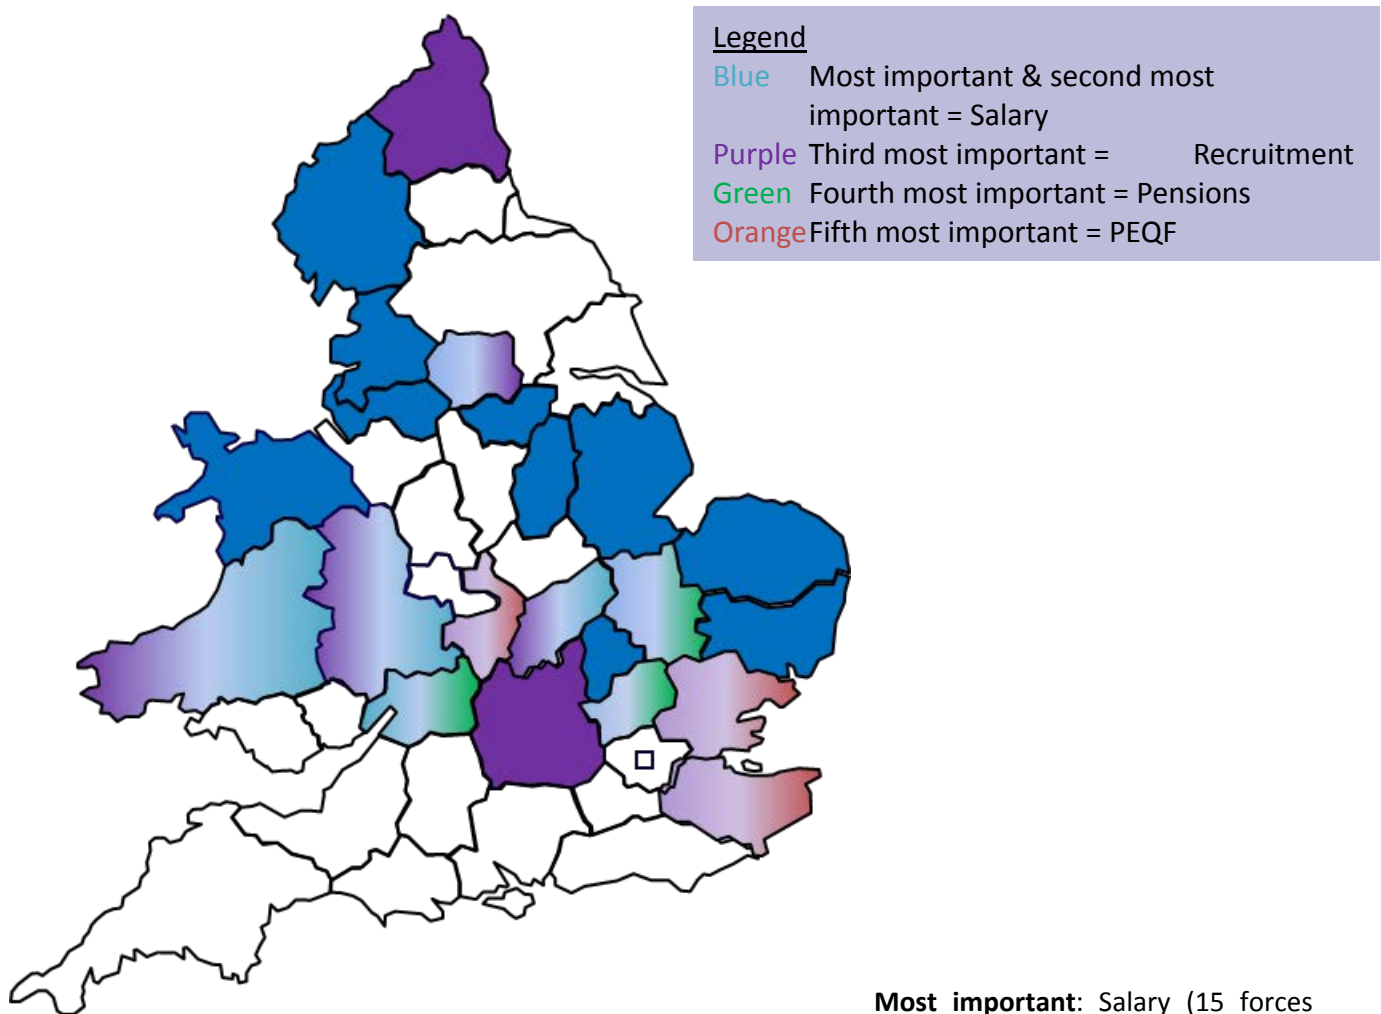 Legend
Blue Most important & second most
important = Salary
Purple Third most important = Recruitment
Green Fourth most important = Pensions
Orange Fifth most important = PEQF
Most important: Salary (15 forces